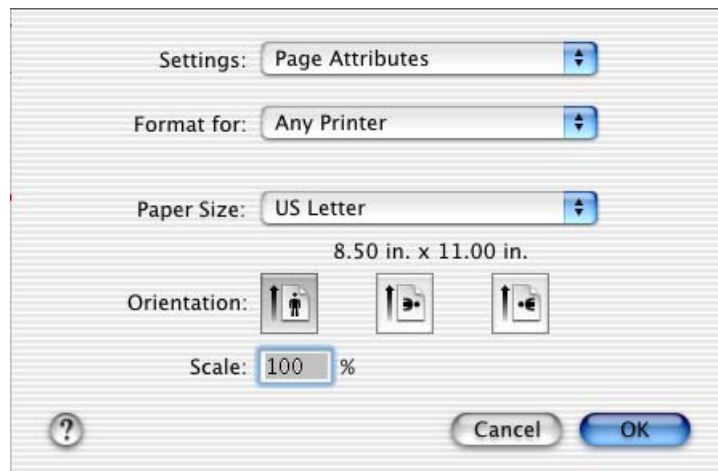 Settings: Page Attributes
Format for: Any Printer
Paper Size: US Letter
8.50 in. x 11.00 in.
Orientation:
Scale: 100 %
? Cancel OK